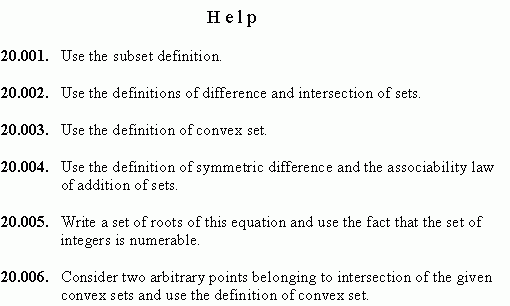 Help
20.001. Use the subset definition.
20.002. Use the definitions of difference and intersection of sets.
20.003. Use the definition of convex set.
20.004. Use the definition of symmetric difference and the associability law
of addition of sets.
20.005. Write a set of roots of this equation and use the fact that the set of
integers is numerable.
20.006. Consider two arbitrary points belonging to intersection of the given
convex sets and use the definition of convex set.